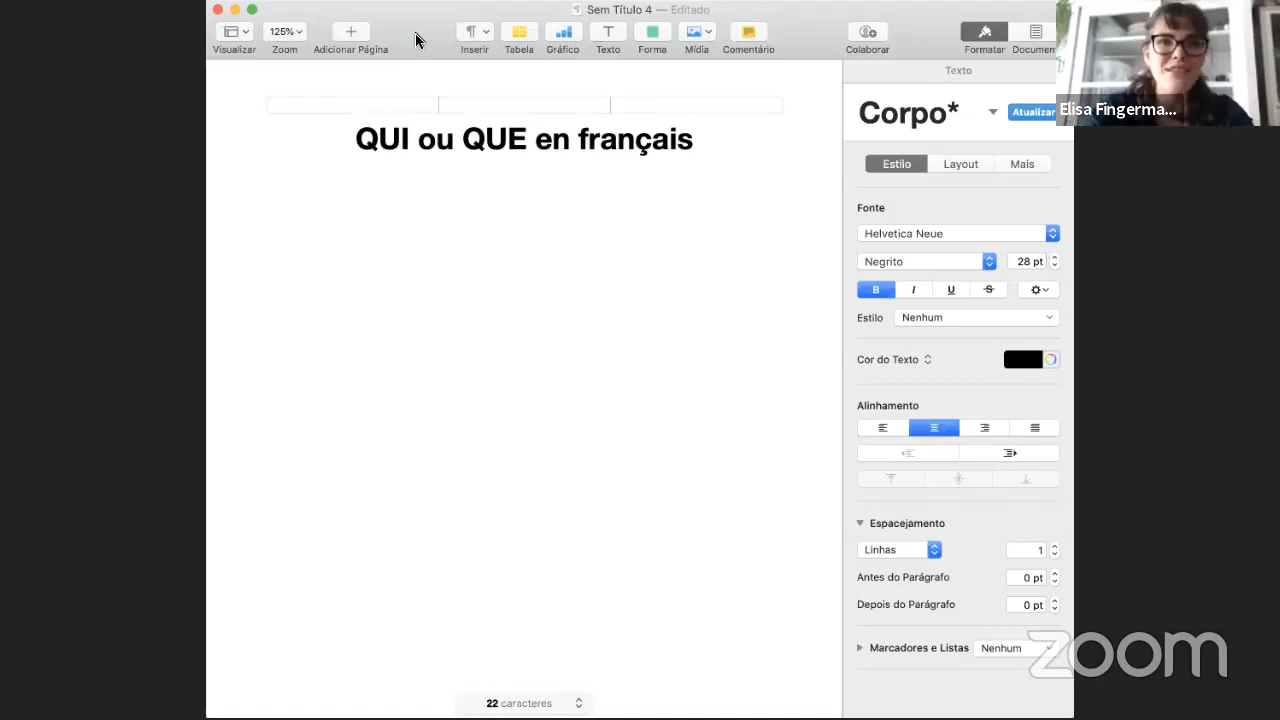 Sem Título 4 — Editado
125%
Visualizar
Zoom
Adicionar Página
Inserir
Tabela
Gráfico
Texto
Forma
Mídia
Comentário
Colaborar
Formatar
Documen
Texto
Elisa Fingerma...
Corpo*
Atualizar
QUI ou QUE en français
Estilo
Layout
Mais
Fonte
Helvetica Neue
Negrito
28 pt
B I U S
Estilo
Nenhum
Cor do Texto
Alinhamento
Espacejamento
Linhas
1
Antes do Parágrafo
0 pt
Depois do Parágrafo
0 pt
Marcadores e Listas
Nenhum
zoom
22 caracteres